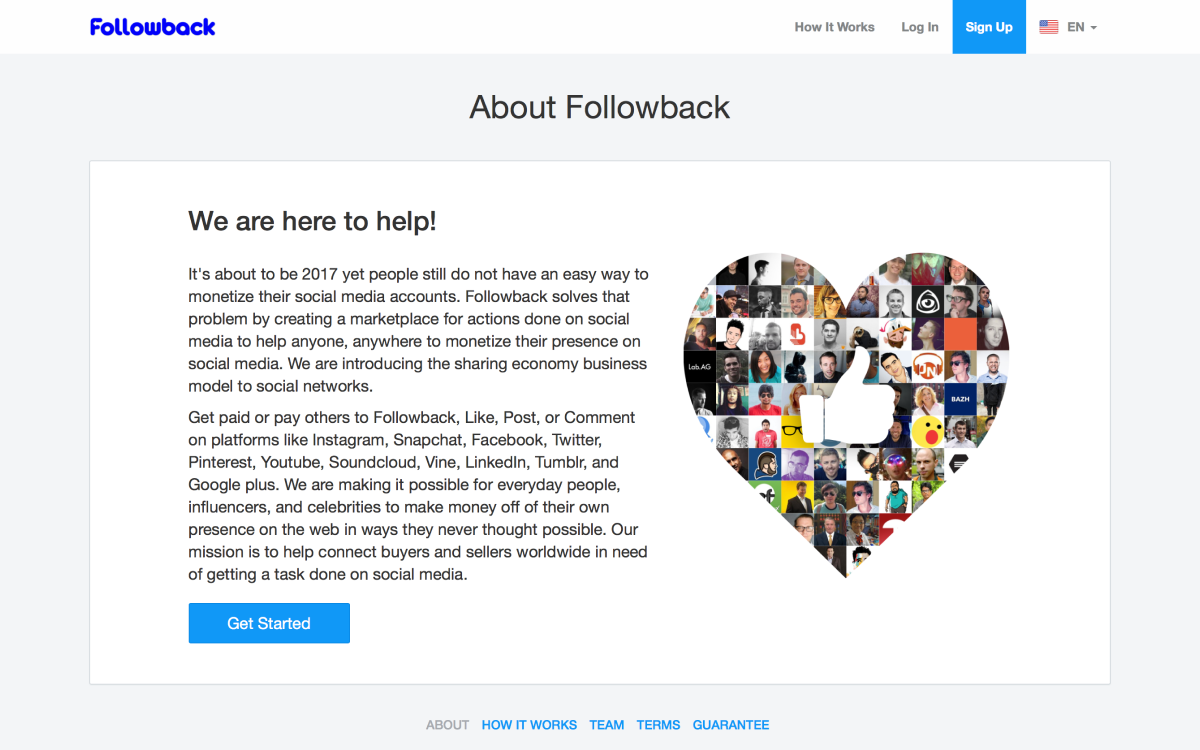 Followback
How It Works
Log In
Sign Up
EN
About Followback
We are here to help!
It's about to be 2017 yet people still do not have an easy way to
monetize their social media accounts. Followback solves that
problem by creating a marketplace for actions done on social
media to help anyone, anywhere to monetize their presence on
social media. We are introducing the sharing economy business
model to social networks.
Get paid or pay others to Followback, Like, Post, or Comment
on platforms like Instagram, Snapchat, Facebook, Twitter,
Pinterest, Youtube, Soundcloud, Vine, LinkedIn, Tumblr, and
Google plus. We are making it possible for everyday people,
influencers, and celebrities to make money off of their own
presence on the web in ways they never thought possible. Our
mission is to help connect buyers and sellers worldwide in need
of getting a task done on social media.
Get Started
Lab.AG
DN
BAZH
ABOUT
HOW IT WORKS
TEAM
TERMS
GUARANTEE